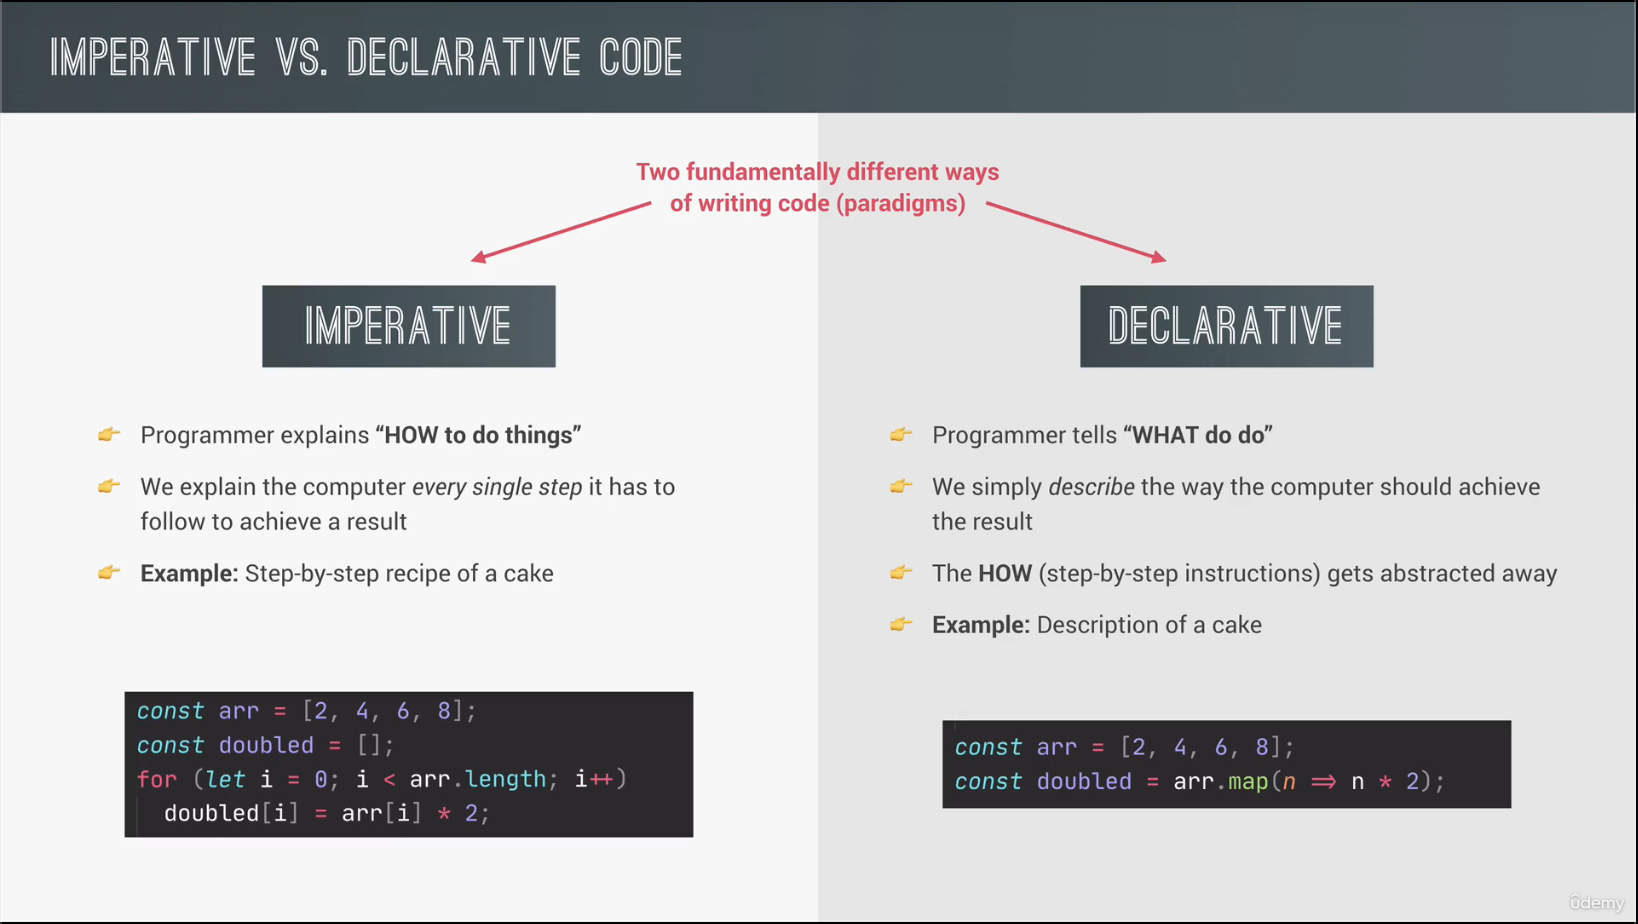 IMPERATIVE VS. DECLARATIVE CODE
Two fundamentally different ways
of writing code (paradigms)
IMPERATIVE
👉 Programmer explains “HOW to do things”
👉 We explain the computer every single step it has to
follow to achieve a result
👉 Example: Step-by-step recipe of a cake
const arr = [2, 4, 6, 8];
const doubled = [];
for (let i = 0; i < arr.length; i++)
  doubled[i] = arr[i] * 2;
DECLARATIVE
👉 Programmer tells “WHAT do do”
👉 We simply describe the way the computer should achieve
the result
👉 The HOW (step-by-step instructions) gets abstracted away
👉 Example: Description of a cake
const arr = [2, 4, 6, 8];
const doubled = arr.map(n => n * 2);
ûdemy